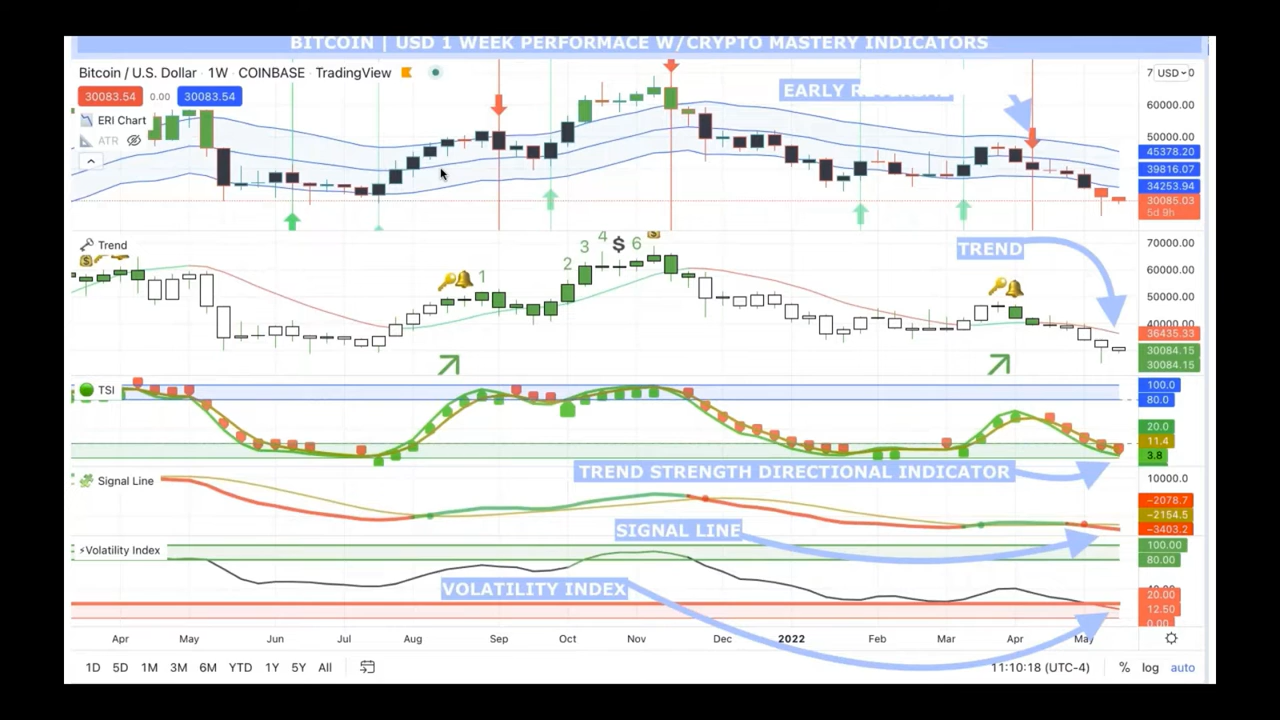 BITCOIN | USD 1 WEEK PERFORMACE W/CRYPTO MASTERY INDICATORS
Bitcoin / U.S. Dollar · 1W · COINBASE · TradingView
30083.54 0.00 30083.54
ERI Chart
ATR
EARLY REVERSAL
USD
60000.00
50000.00
45378.20
39816.07
34253.94
30085.03
5d 9h
Trend
1 2 3 4 $ 6 $
TREND
70000.00
60000.00
50000.00
40000.00
36435.33
30084.15
30084.15
TSI
100.0
80.0
20.0
11.4
3.8
TREND STRENGTH DIRECTIONAL INDICATOR
Signal Line
10000.0
-2078.7
-2154.5
-3403.2
SIGNAL LINE
Volatility Index
100.00
80.00
20.00
12.50
0.00
VOLATILITY INDEX
Apr May Jun Jul Aug Sep Oct Nov Dec 2022 Feb Mar Apr May
1D 5D 1M 3M 6M YTD 1Y 5Y All 11:10:18 (UTC-4) % log auto